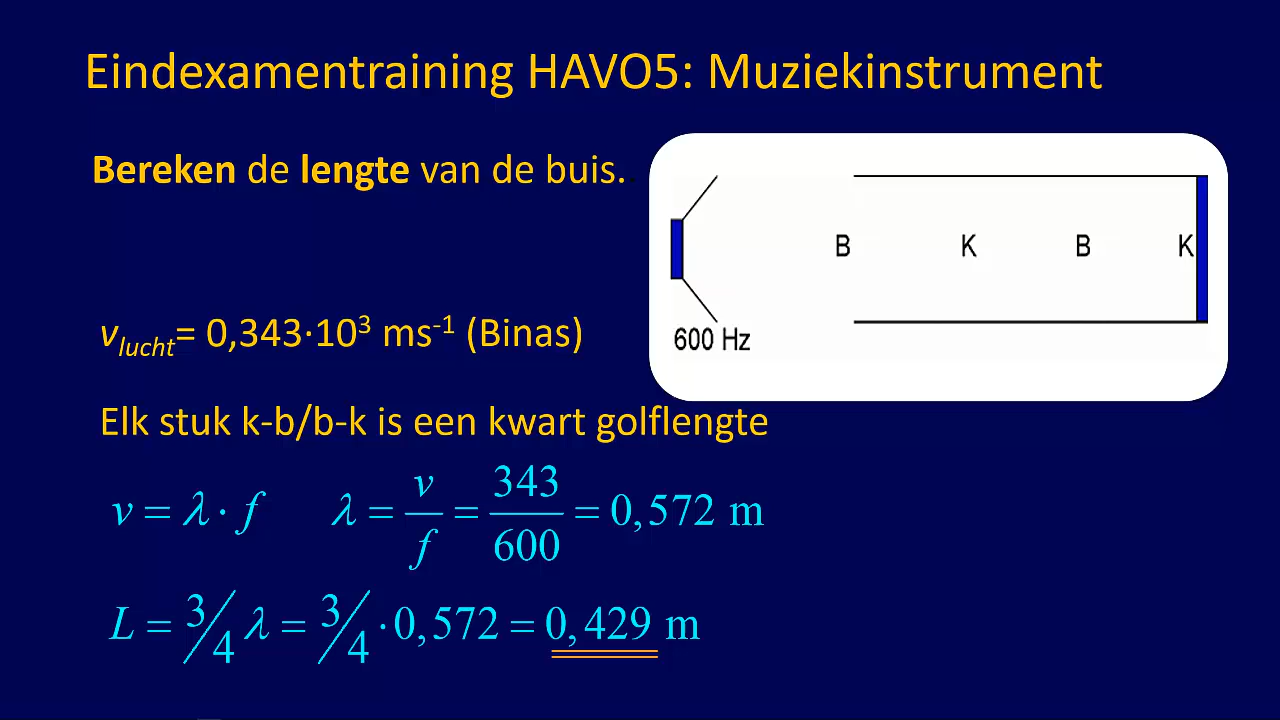 Eindexamentraining HAVO5: Muziekinstrument
Bereken de lengte van de buis.
B K B K
600 Hz
v_lucht= 0,343·10³ ms⁻¹ (Binas)
Elk stuk k-b/b-k is een kwart golflengte
v = λ · f λ = v/f = 343/600 = 0,572 m
L = 3/4 λ = 3/4 · 0,572 = 0,429 m